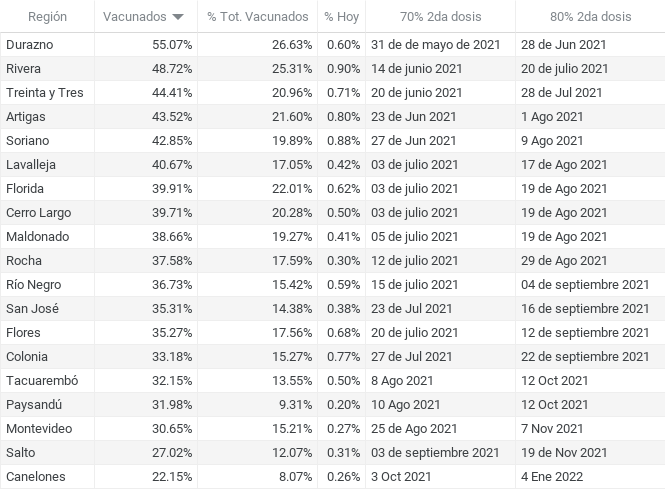 Región Vacunados % Tot. Vacunados % Hoy 70% 2da dosis 80% 2da dosis
Durazno 55.07% 26.63% 0.60% 31 de de mayo de 2021 28 de Jun 2021
Rivera 48.72% 25.31% 0.90% 14 de junio 2021 20 de julio 2021
Treinta y Tres 44.41% 20.96% 0.71% 20 de junio 2021 28 de Jul 2021
Artigas 43.52% 21.60% 0.80% 23 de Jun 2021 1 Ago 2021
Soriano 42.85% 19.89% 0.88% 27 de Jun 2021 9 Ago 2021
Lavalleja 40.67% 17.05% 0.42% 03 de julio 2021 17 de Ago 2021
Florida 39.91% 22.01% 0.62% 03 de julio 2021 19 de Ago 2021
Cerro Largo 39.71% 20.28% 0.50% 03 de julio 2021 19 de Ago 2021
Maldonado 38.66% 19.27% 0.41% 05 de julio 2021 19 de Ago 2021
Rocha 37.58% 17.59% 0.30% 12 de julio 2021 29 de Ago 2021
Río Negro 36.73% 15.42% 0.59% 15 de julio 2021 04 de septiembre 2021
San José 35.31% 14.38% 0.38% 23 de Jul 2021 16 de septiembre 2021
Flores 35.27% 17.56% 0.68% 20 de julio 2021 12 de septiembre 2021
Colonia 33.18% 15.27% 0.77% 27 de Jul 2021 22 de septiembre 2021
Tacuarembó 32.15% 13.55% 0.50% 8 Ago 2021 12 Oct 2021
Paysandú 31.98% 9.31% 0.20% 10 Ago 2021 12 Oct 2021
Montevideo 30.65% 15.21% 0.27% 25 de Ago 2021 7 Nov 2021
Salto 27.02% 12.07% 0.31% 03 de septiembre 2021 19 de Nov 2021
Canelones 22.15% 8.07% 0.26% 3 Oct 2021 4 Ene 2022